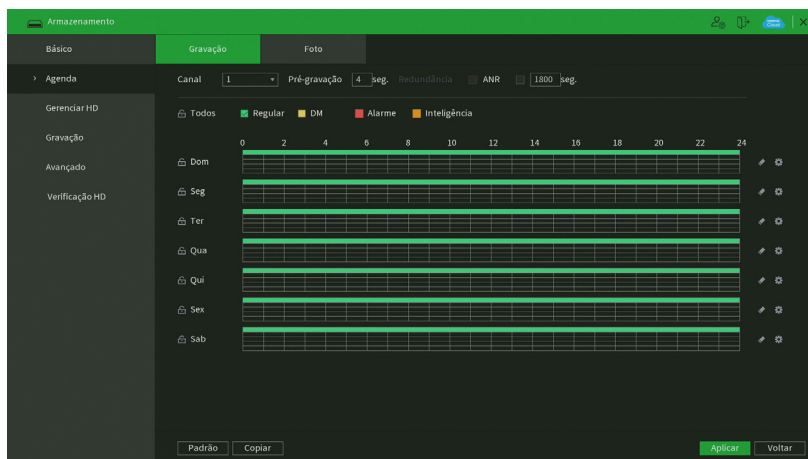 Armazenamento
Cloud
Básico
Agenda
Gerenciar HD
Gravação
Avançado
Verificação HD
Gravação Foto
Canal 1 Pré-gravação 4 seg. Redundância ANR 1800 seg.
Todos Regular DM Alarme Inteligência
0 2 4 6 8 10 12 14 16 18 20 22 24
Dom
Seg
Ter
Qua
Qui
Sex
Sab
Padrão Copiar Aplicar Voltar